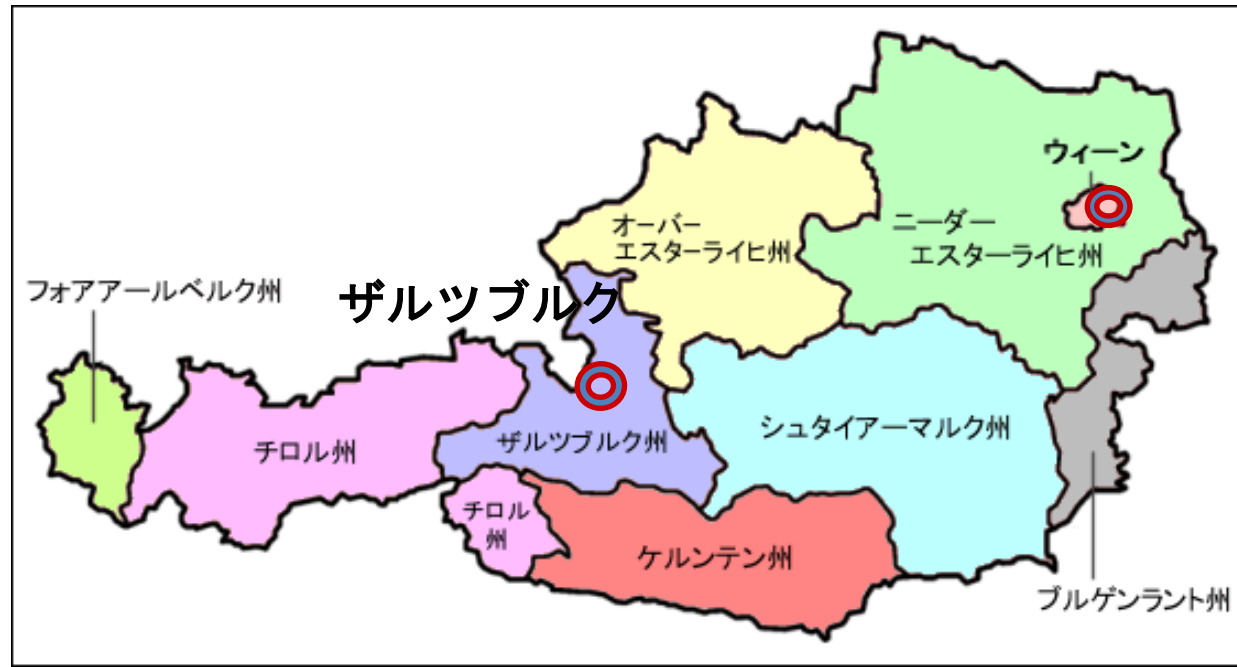 ウィーン
オーバー
エスターライヒ州
ニーダー
エスターライヒ州
フォアアールベルク州
ザルツブルク
チロル州
ザルツブルク州
シュタイアーマルク州
チロル
州
ケルンテン州
ブルゲンラント州